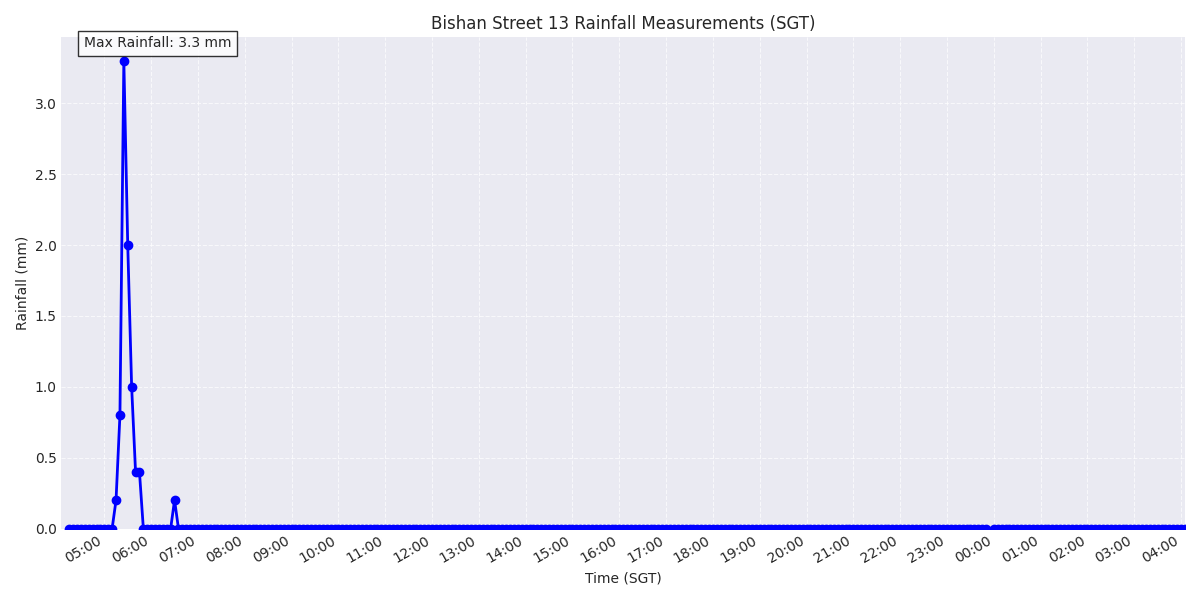 Bishan Street 13 Rainfall Measurements (SGT)
Max Rainfall: 3.3 mm
3.0
2.5
2.0
1.5
1.0
0.5
0.0
Rainfall (mm)
05:00 06:00 07:00 08:00 09:00 10:00 11:00 12:00 13:00 14:00 15:00 16:00 17:00 18:00 19:00 20:00 21:00 22:00 23:00 00:00 01:00 02:00 03:00 04:00
Time (SGT)